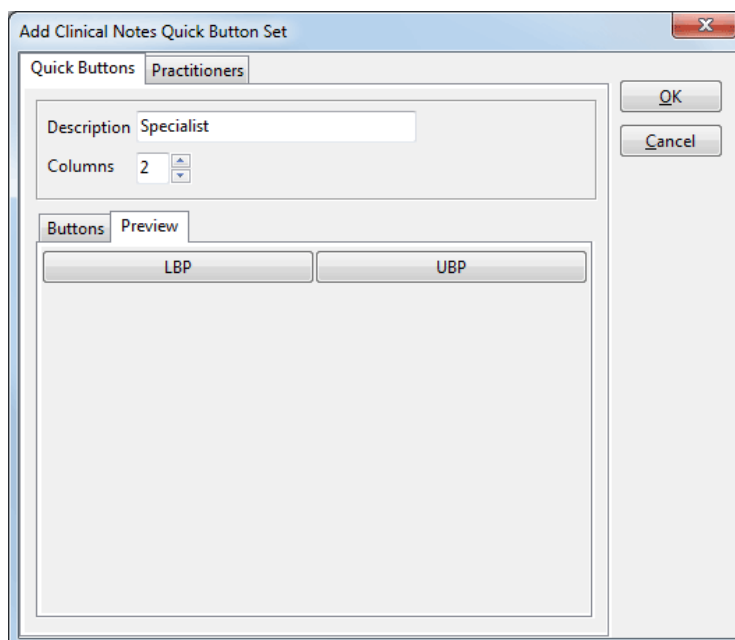 Add Clinical Notes Quick Button Set
Quick Buttons Practitioners
OK
Description Specialist
Cancel
Columns 2
Buttons Preview
LBP UBP